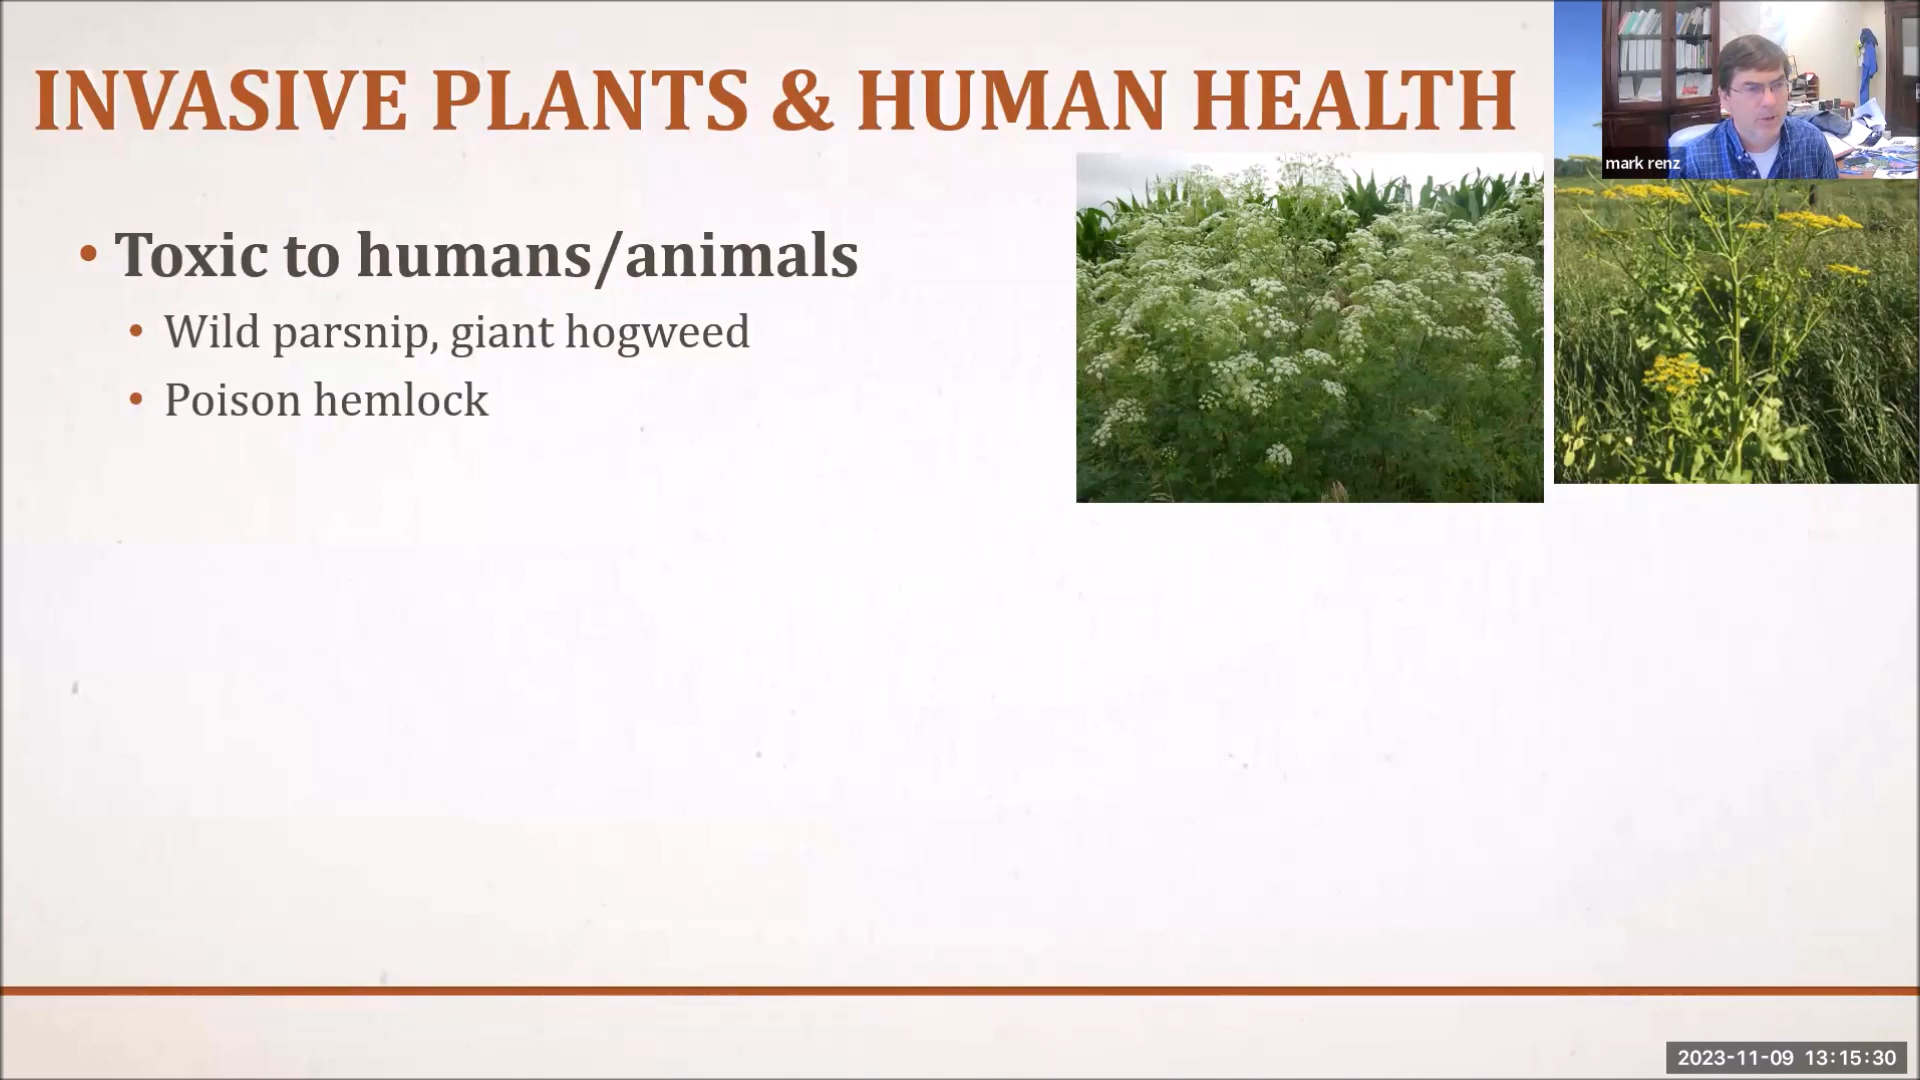 INVASIVE PLANTS & HUMAN HEALTH
mark renz
• Toxic to humans/animals
• Wild parsnip, giant hogweed
• Poison hemlock
2023-11-09 13:15:30